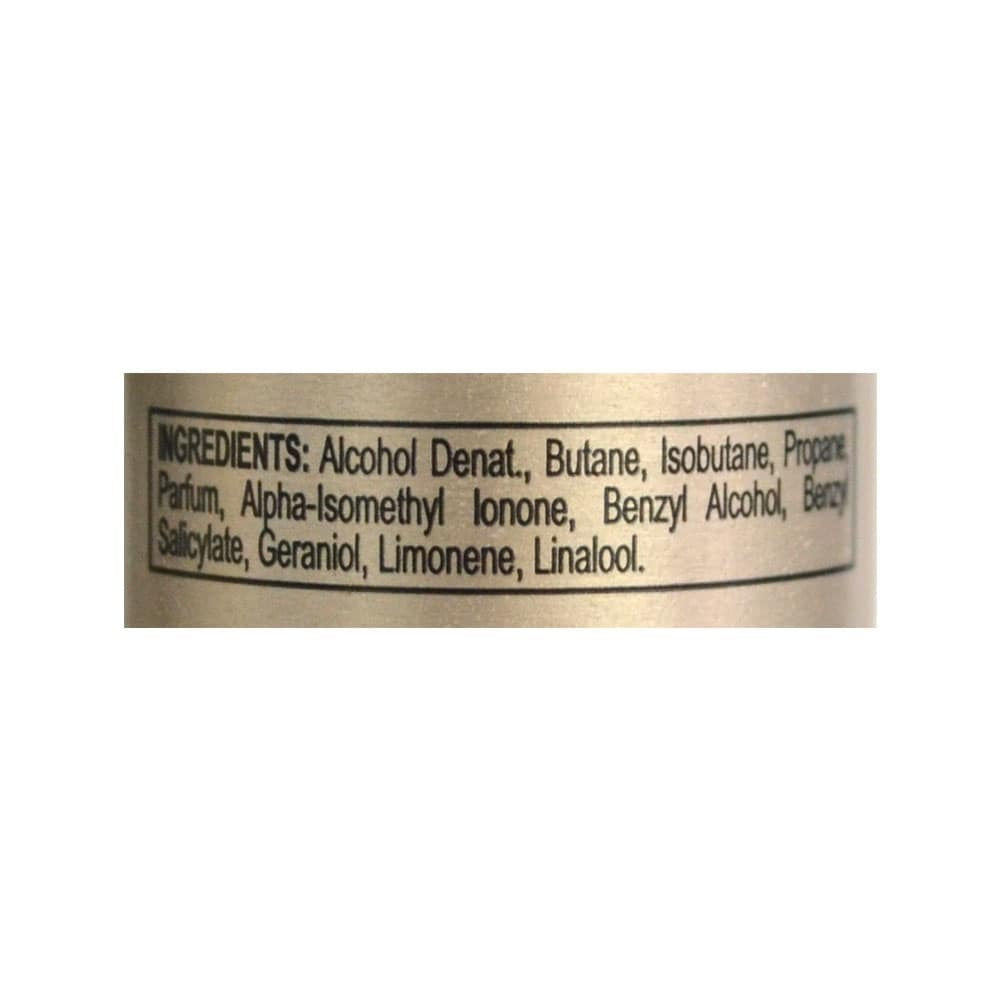 INGREDIENTS: Alcohol Denat., Butane, Isobutane, Propane,
Parfum, Alpha-Isomethyl Ionone, Benzyl Alcohol, Benzyl
Salicylate, Geraniol, Limonene, Linalool.